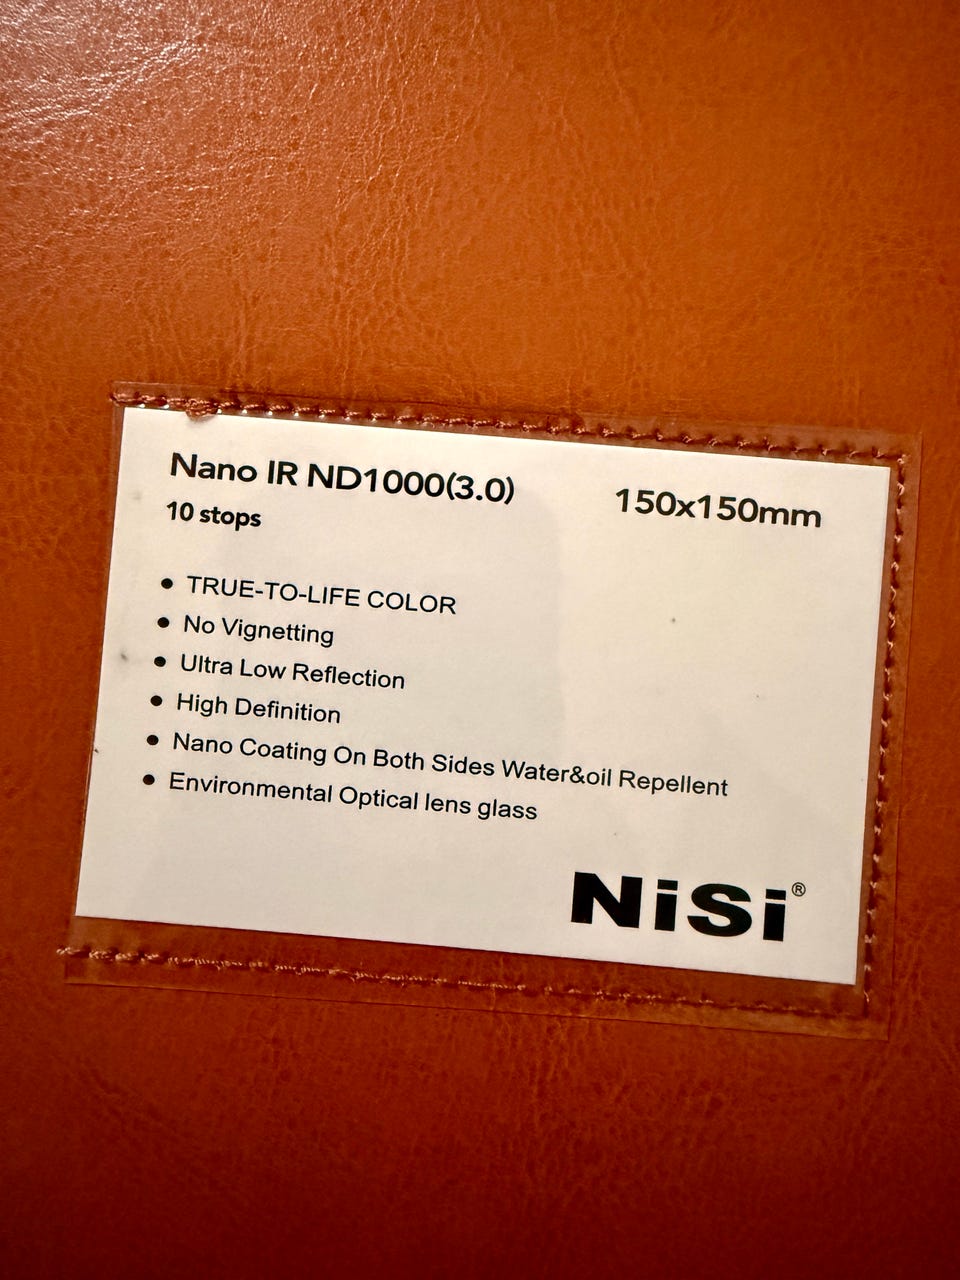 Nano IR ND1000(3.0)
150x150mm
10 stops
• TRUE-TO-LIFE COLOR
• No Vignetting
• Ultra Low Reflection
• High Definition
• Nano Coating On Both Sides Water&oil Repellent
• Environmental Optical lens glass
NiSi®